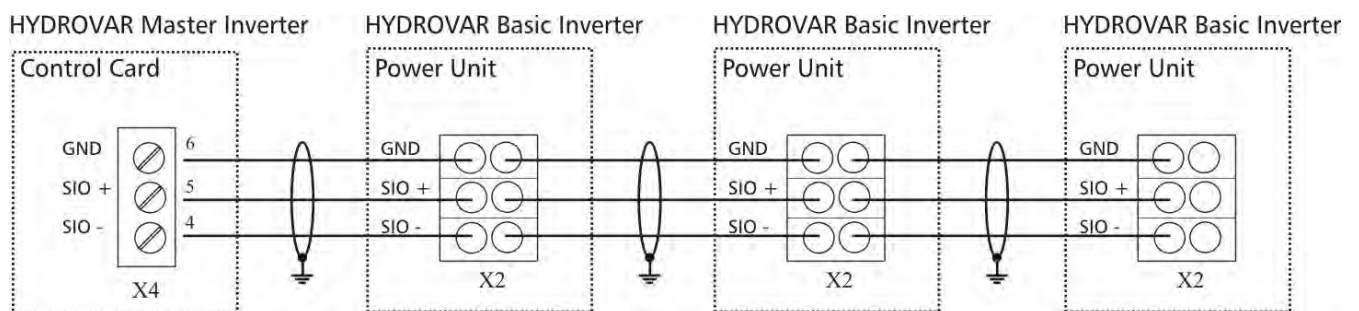 HYDROVAR Master Inverter HYDROVAR Basic Inverter HYDROVAR Basic Inverter HYDROVAR Basic Inverter
Control Card Power Unit Power Unit Power Unit
GND 6 GND GND GND
SIO + 5 SIO + SIO + SIO +
SIO - 4 SIO - SIO - SIO -
X4 X2 X2 X2